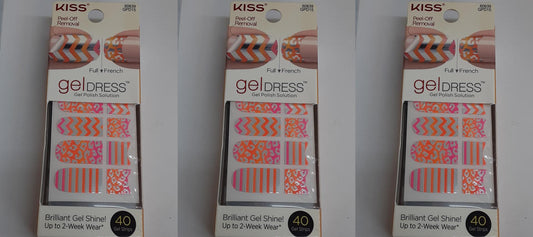 KISS
Peel-Off
Removal
Full + French
gelDRESS™
Gel Polish Solution
Brilliant Gel Shine!
Up to 2-Week Wear*
40
Gel Strips
KISS
Peel-Off
Removal
Full + French
gelDRESS™
Gel Polish Solution
Brilliant Gel Shine!
Up to 2-Week Wear*
40
Gel Strips
KISS
Peel-Off
Removal
Full + French
gelDRESS™
Gel Polish Solution
Brilliant Gel Shine!
Up to 2-Week Wear*
40
Gel Strips